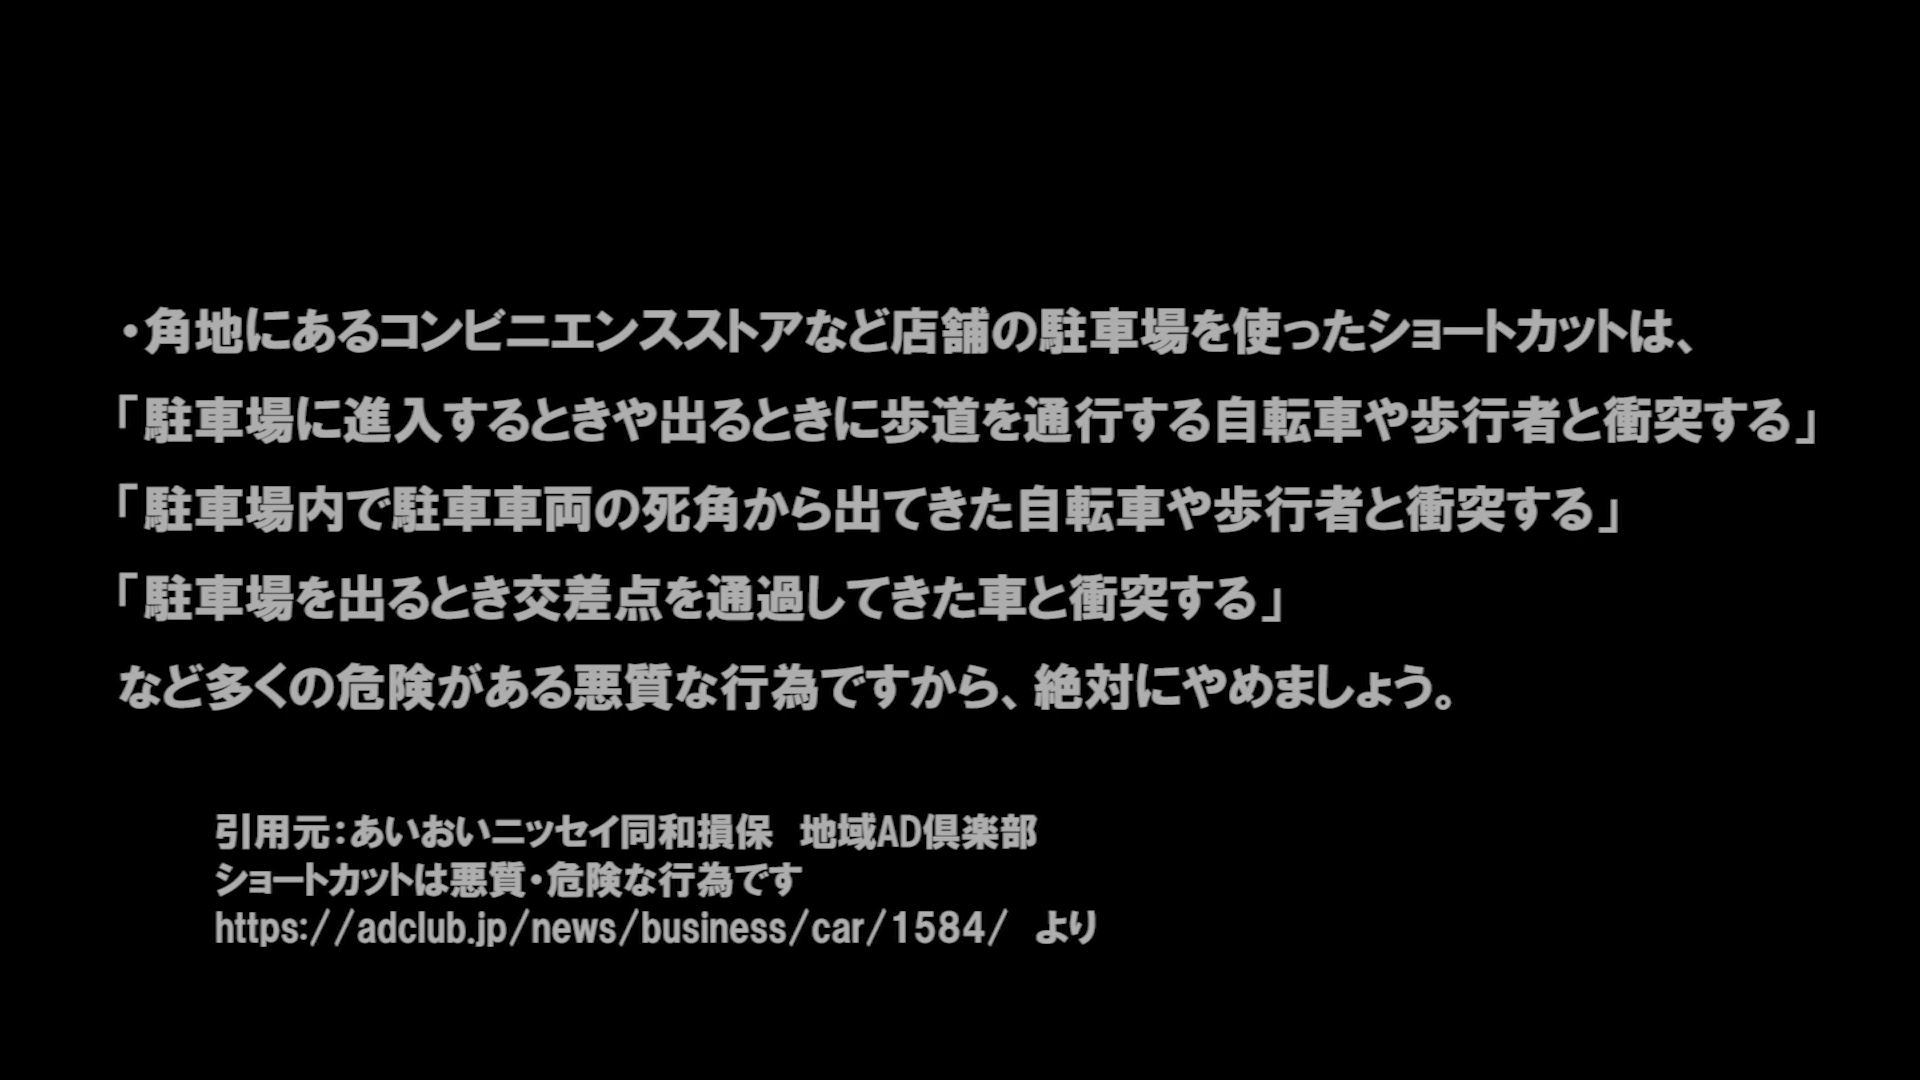 ・角地にあるコンビニエンスストアなど店舗の駐車場を使ったショートカットは、
「駐車場に進入するときや出るときに歩道を通行する自転車や歩行者と衝突する」
「駐車場内で駐車車両の死角から出てきた自転車や歩行者と衝突する」
「駐車場を出るとき交差点を通過してきた車と衝突する」
など多くの危険がある悪質な行為ですから、絶対にやめましょう。
引用元：あいおいニッセイ同和損保　地域AD倶楽部
ショートカットは悪質・危険な行為です
https://adclub.jp/news/business/car/1584/　より